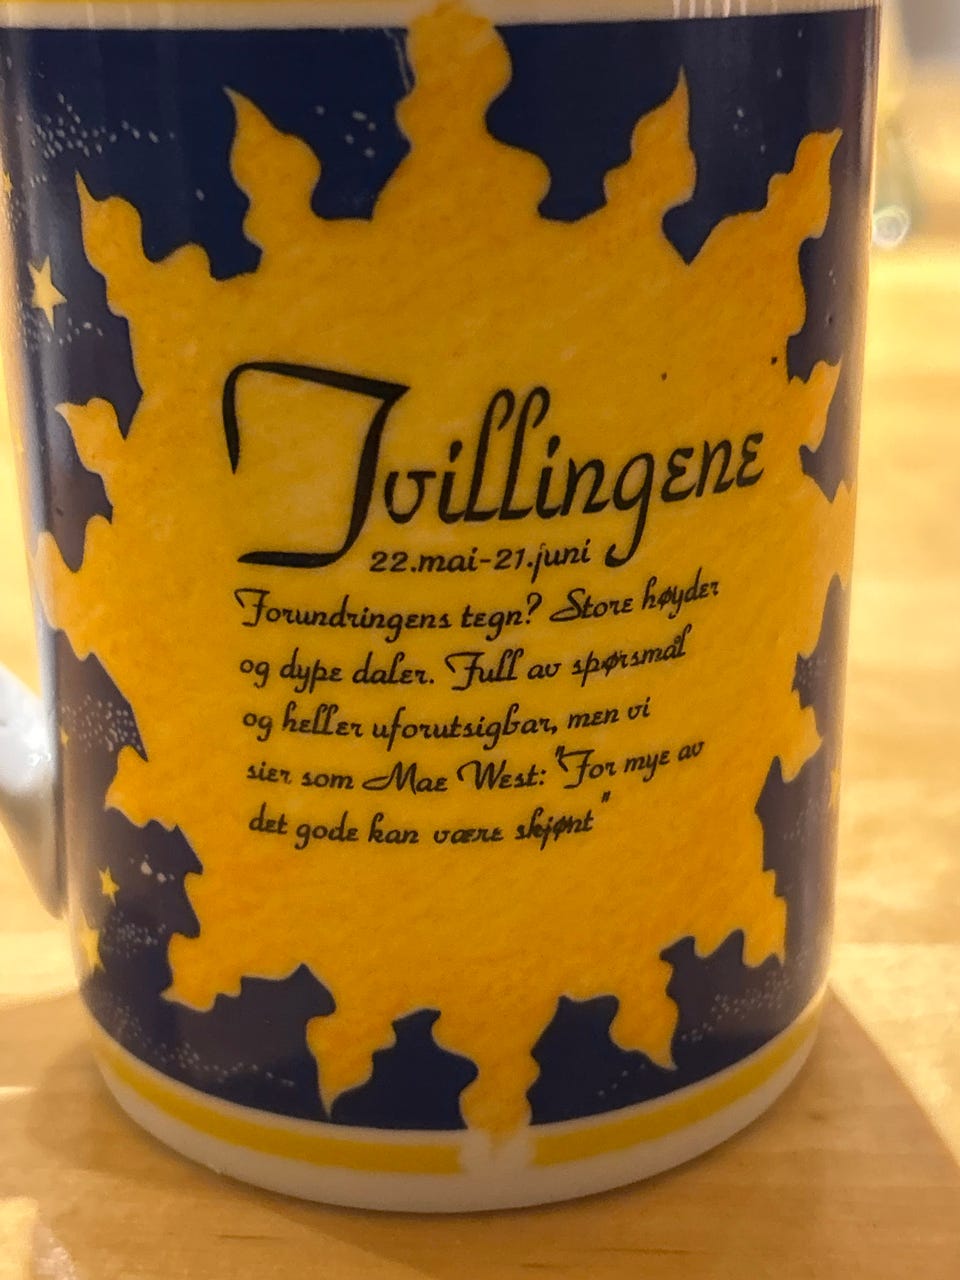 Tvillingene
22.mai-21.juni
Forundringens tegn? Store høyder
og dype daler. Full av spørsmål
og heller uforutsigbar, men vi
sier som Mae West: "For mye av
det gode kan være skjønt"